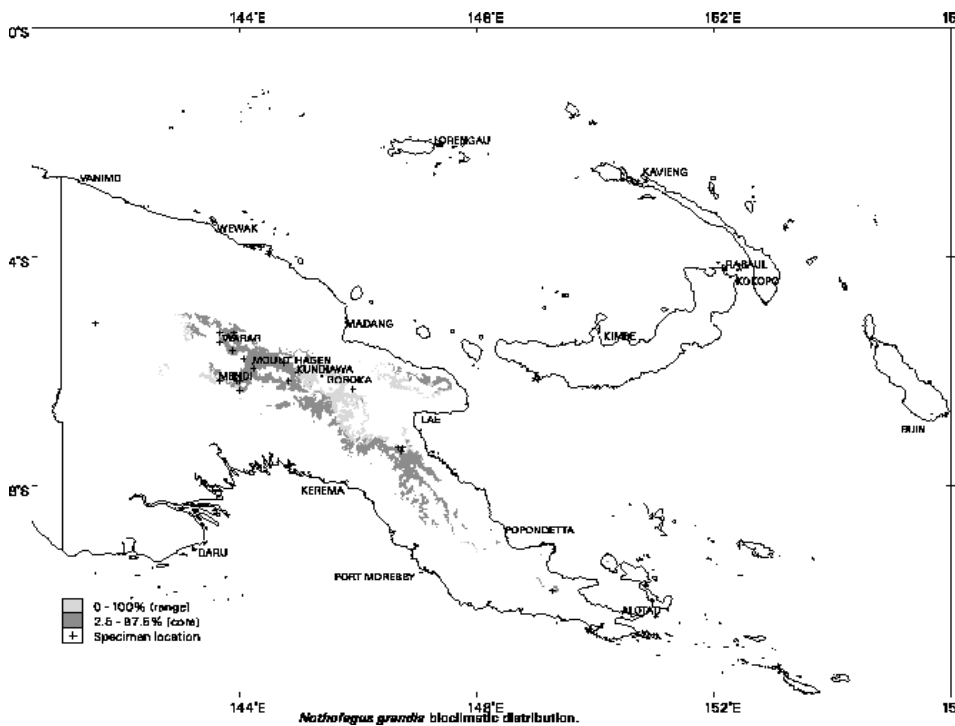 144°E 148°E 152°E 15
0°S
LORENGAU
KAVIENG
VANIMO
WEWAK
4°S
RABAUL
KOKOPO
MADANG
KIMBE
WABAG
MOUNT HAGEN
KUNDIAWA
MENDI
GOROKA
LAE
BUIN
8°S
KEREMA
POPONDETTA
DARU
PORT MORESBY
ALOTAU
0 - 100% (range)
2.5 - 97.5% (core)
Specimen location
144°E 148°E 152°E
Nothofagus grandis bioclimatic distribution.